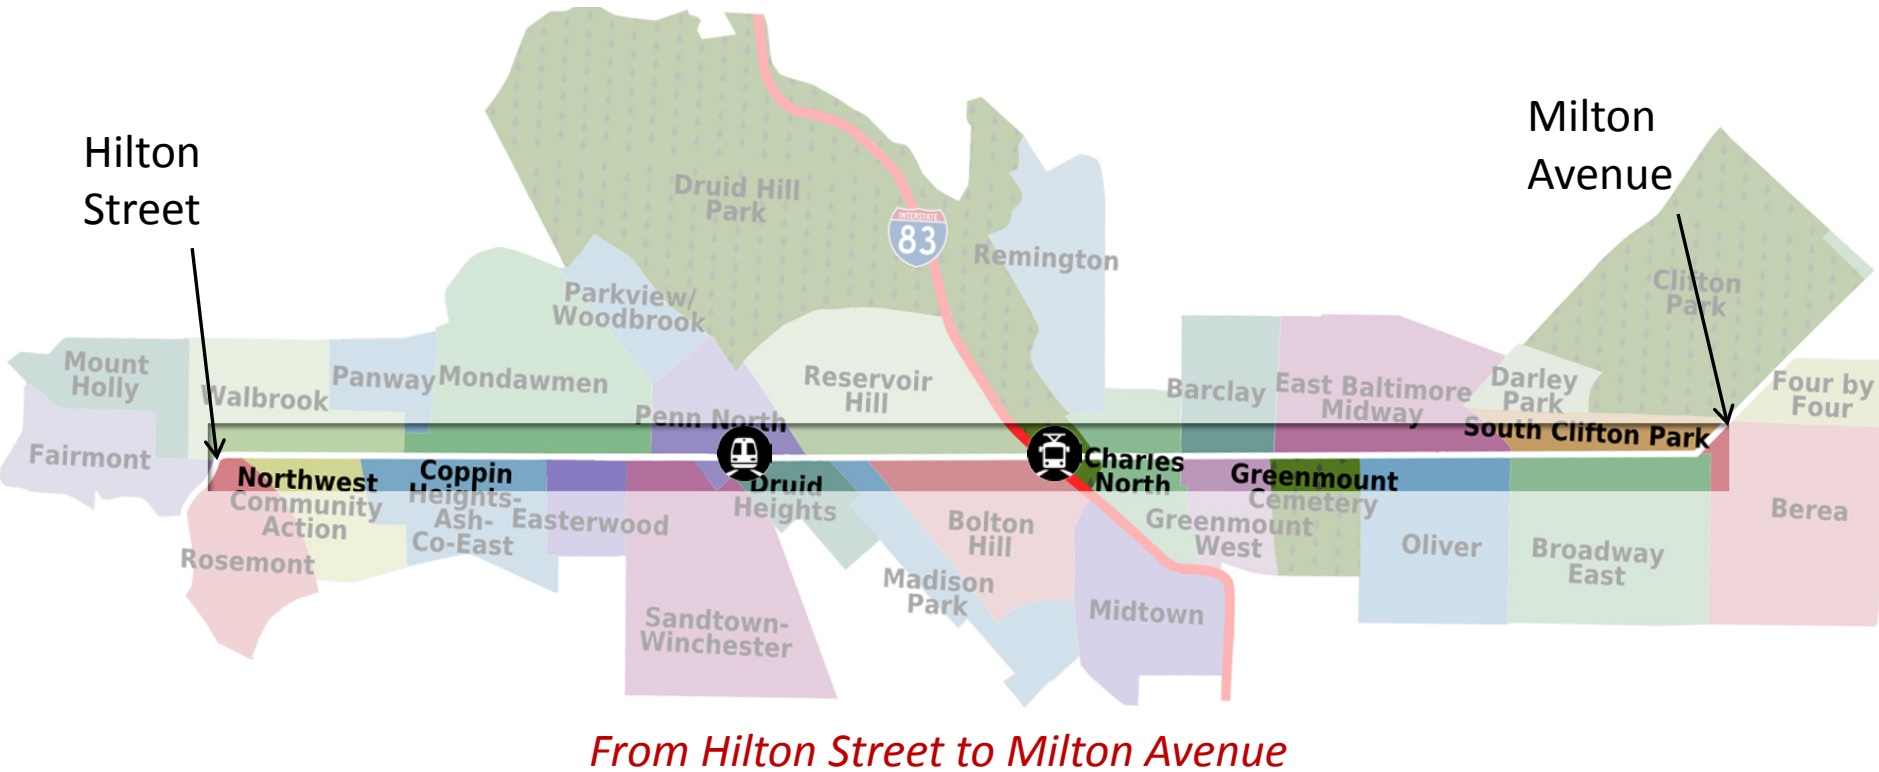 Hilton
Street
Milton
Avenue
Druid Hill
Park
INTERSTATE
83
Remington
Clifton
Park
Parkview/
Woodbrook
Mount
Holly
Walbrook
Panway
Mondawmen
Penn North
Reservoir
Hill
Barclay
East Baltimore
Midway
Darley
Park
South Clifton Park
Four by
Four
Fairmont
Northwest
Community
Action
Rosemont
Coppin
Heights-
Ash-
Co-East
Easterwood
Sandtown-
Winchester
Druid
Heights
Madison
Park
Bolton
Hill
Midtown
Charles
North
Greenmount
West
Greenmount
Cemetery
Oliver
Broadway
East
Berea
From Hilton Street to Milton Avenue